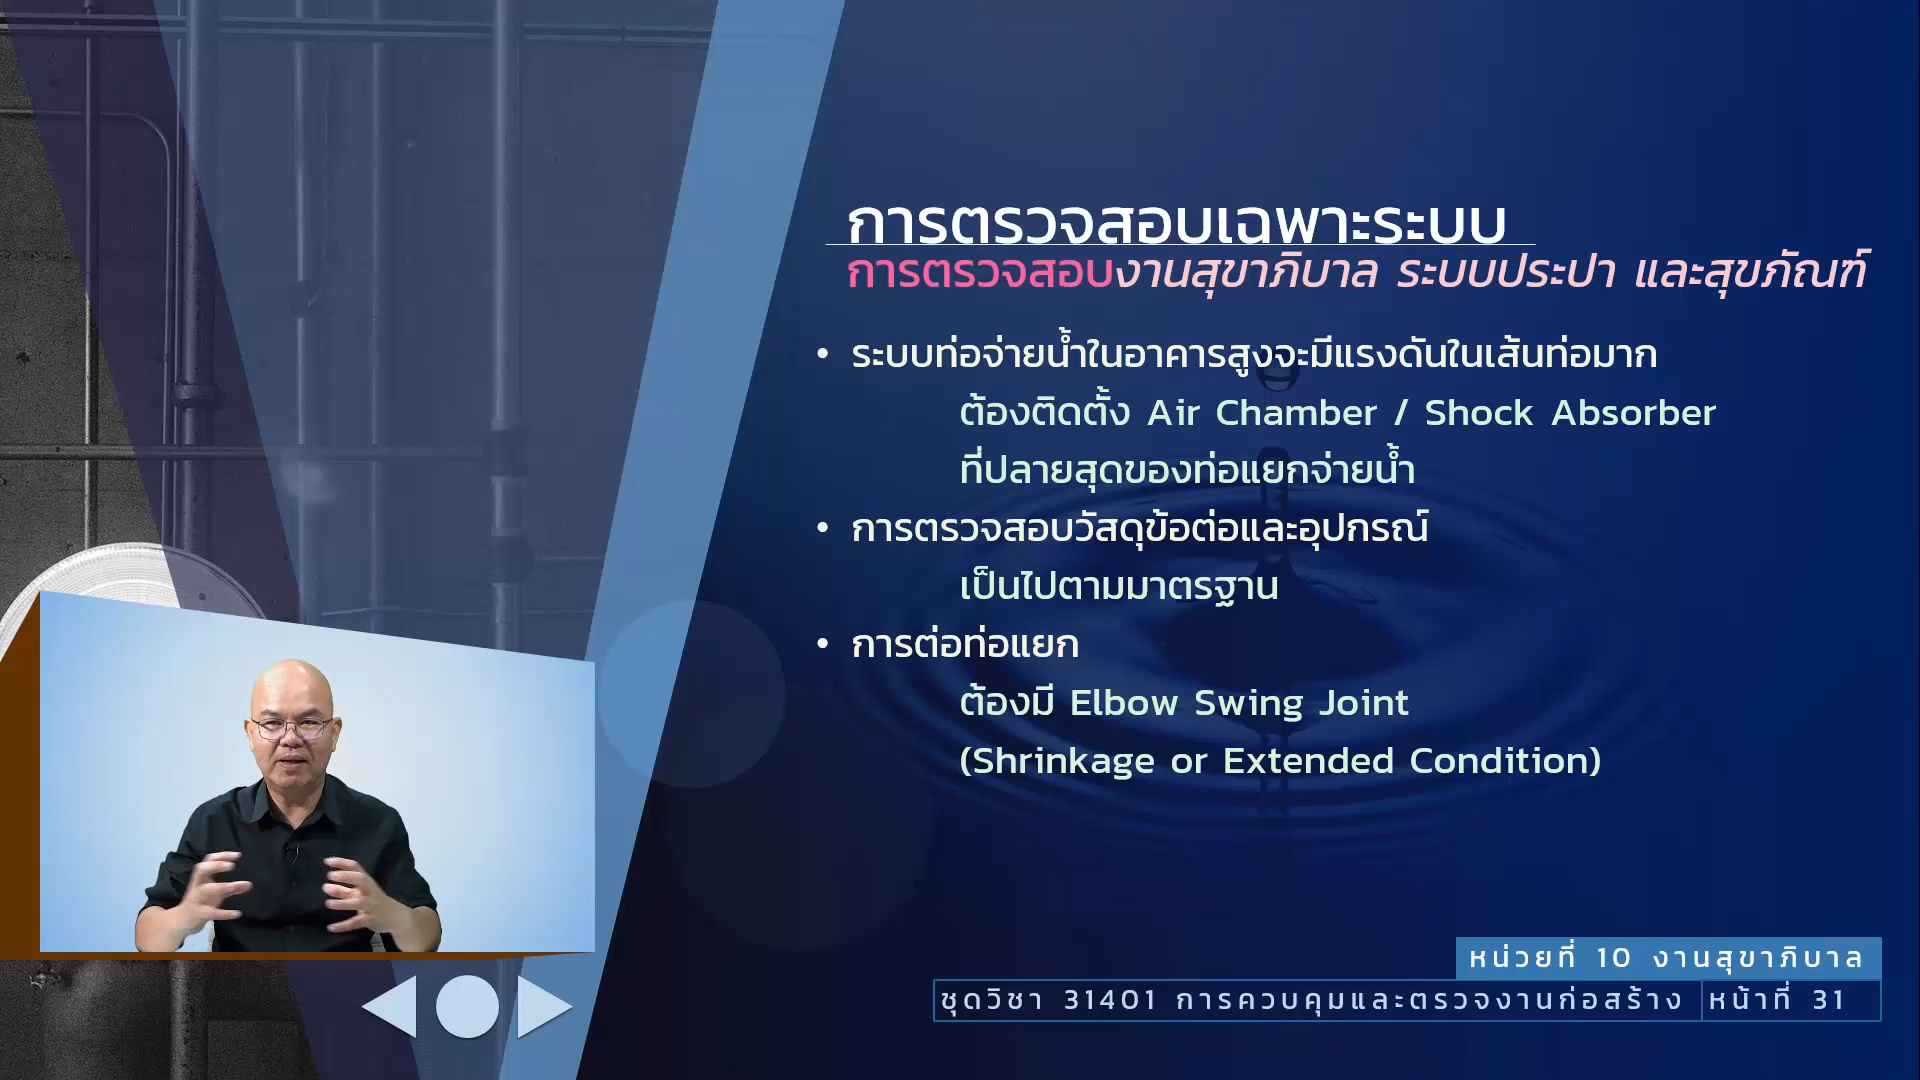 การตรวจสอบเฉพาะระบบ
การตรวจสอบงานสุขาภิบาล ระบบประปา และสุขภัณฑ์
• ระบบท่อจ่ายน้ำในอาคารสูงจะมีแรงดันในเส้นท่อมาก
ต้องติดตั้ง Air Chamber / Shock Absorber
ที่ปลายสุดของท่อแยกจ่ายน้ำ
• การตรวจสอบวัสดุข้อต่อและอุปกรณ์
เป็นไปตามมาตรฐาน
• การต่อท่อแยก
ต้องมี Elbow Swing Joint
(Shrinkage or Extended Condition)
หน่วยที่ 10 งานสุขาภิบาล
ชุดวิชา 31401 การควบคุมและตรวจงานก่อสร้าง หน้าที่ 31